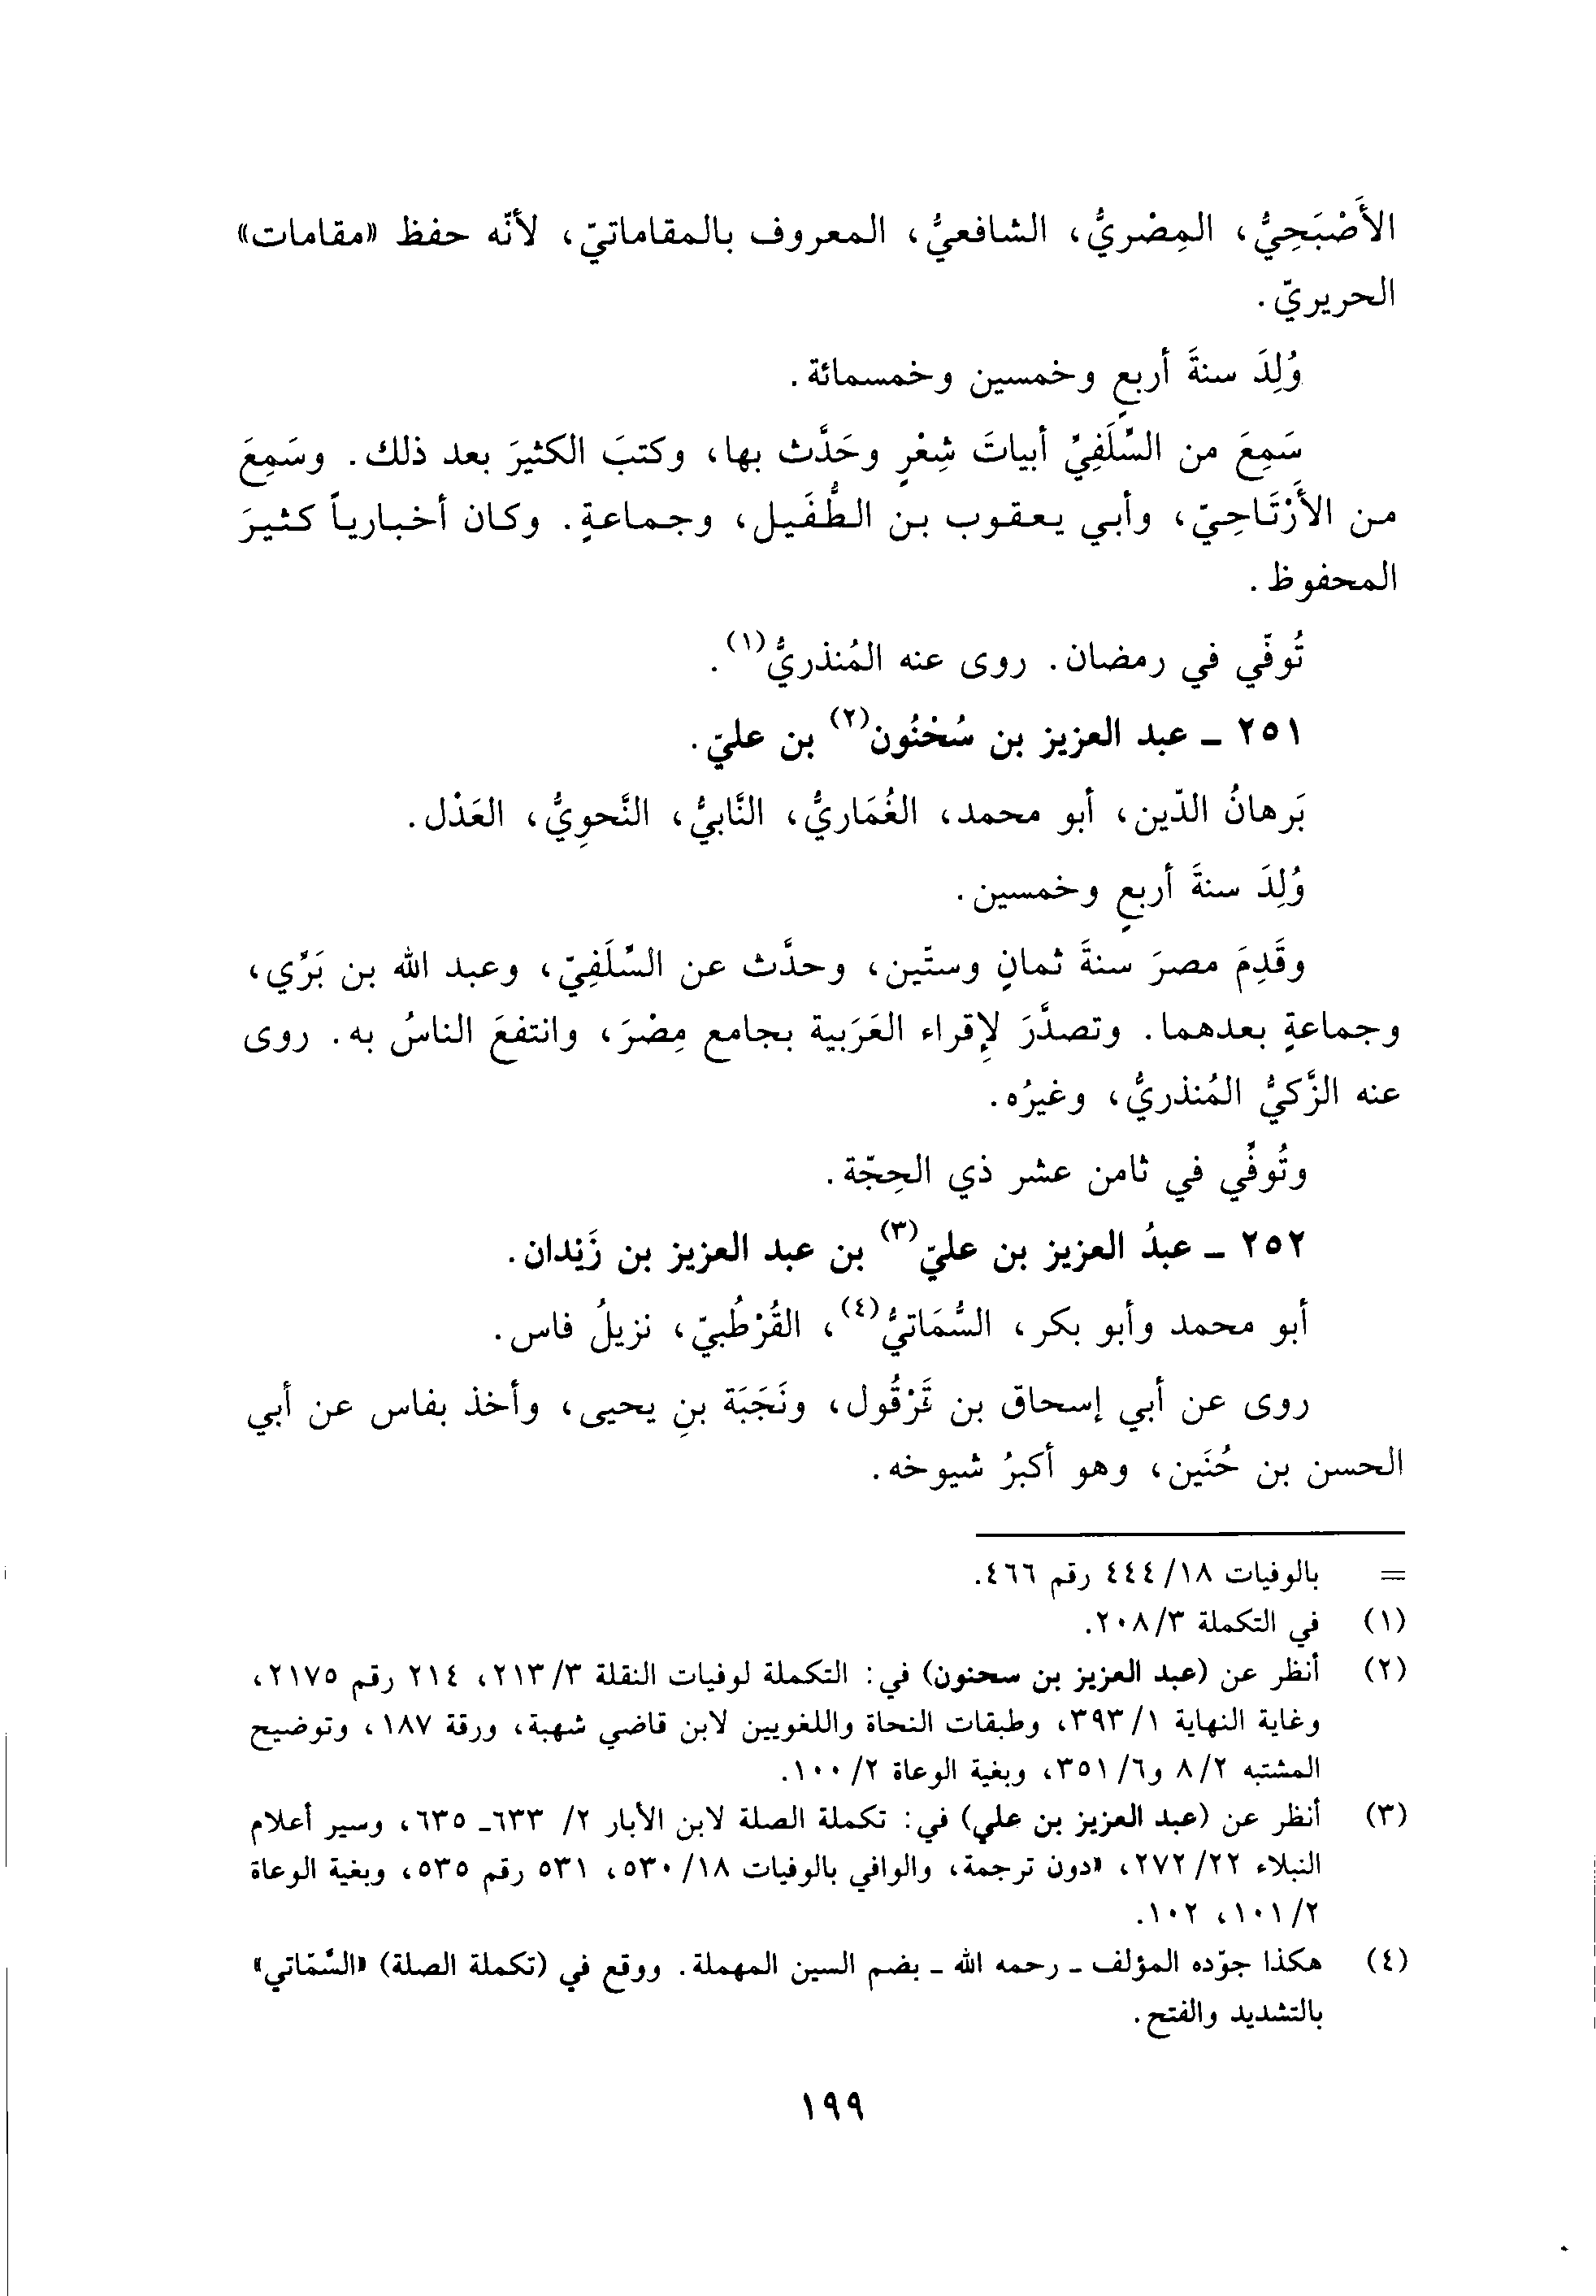 الأَصْبَحِيُّ، المِصْريُّ، الشافعيُّ، المعروف بالمقاماتيّ، لأنّه حفظ «مقامات»
الحريريّ.
وُلِدَ سنةَ أربعٍ وخمسين وخمسمائة.
سَمِعَ من السِّلَفِيِّ أبياتَ شِعْرٍ وحَدَّث بها، وكتبَ الكثيرَ بعد ذلك. وسَمِعَ
من الأَرْتَاحِيّ، وأبي يعقوب بن الطُّفَيل، وجماعةٍ. وكان أخبارياً كثيرَ
المحفوظ.
تُوفّي في رمضان. روى عنه المُنذريُّ(١).
٢٥١ ـ عبد العزيز بن سُحْنُون(٢) بن عليّ.
بَرهانُ الدّين، أبو محمد، الغُمَاريُّ، النَّابيُّ، النَّحوِيُّ، العَدْل.
وُلِدَ سنةَ أربعٍ وخمسين.
وقَدِمَ مصرَ سنةَ ثمانٍ وستّين، وحدَّث عن السِّلَفِيّ، وعبد الله بن بَرِّي،
وجماعةٍ بعدهما. وتصدَّرَ لإِقراء العَرَبية بجامع مِصْرَ، وانتفعَ الناسُ به. روى
عنه الزَّكيُّ المُنذريُّ، وغيرُه.
وتُوفِّي في ثامن عشر ذي الحِجّة.
٢٥٢ ـ عبدُ العزيز بن عليّ(٣) بن عبد العزيز بن زَيْدان.
أبو محمد وأبو بكر، السُّمَاتيُّ(٤)، القُرْطُبيّ، نزيلُ فاس.
روى عن أبي إسحاق بن قَرْقُول، ونَجَبَة بنِ يحيى، وأخذ بفاس عن أبي
الحسن بن حُنَين، وهو أكبرُ شيوخه.
= بالوفيات ١٨/ ٤٤٤ رقم ٤٦٦.
(١) في التكملة ٣/ ٢٠٨.
(٢) أنظر عن (عبد العزيز بن سحنون) في: التكملة لوفيات النقلة ٣/ ٢١٣، ٢١٤ رقم ٢١٧٥،
وغاية النهاية ١/ ٣٩٣، وطبقات النحاة واللغويين لابن قاضي شهبة، ورقة ١٨٧، وتوضيح
المشتبه ٢/ ٨ و٦/ ٣٥١، وبغية الوعاة ٢/ ١٠٠.
(٣) أنظر عن (عبد العزيز بن علي) في: تكملة الصلة لابن الأبار ٢/ ٦٣٣ـ ٦٣٥، وسير أعلام
النبلاء ٢٢/ ٢٧٢، «دون ترجمة، والوافي بالوفيات ١٨/ ٥٣٠، ٥٣١ رقم ٥٣٥، وبغية الوعاة
٢/ ١٠١، ١٠٢.
(٤) هكذا جوّده المؤلف ـ رحمه الله ـ بضم السين المهملة. ووقع في (تكملة الصلة) «السُّمّاتي»
بالتشديد والفتح.
١٩٩